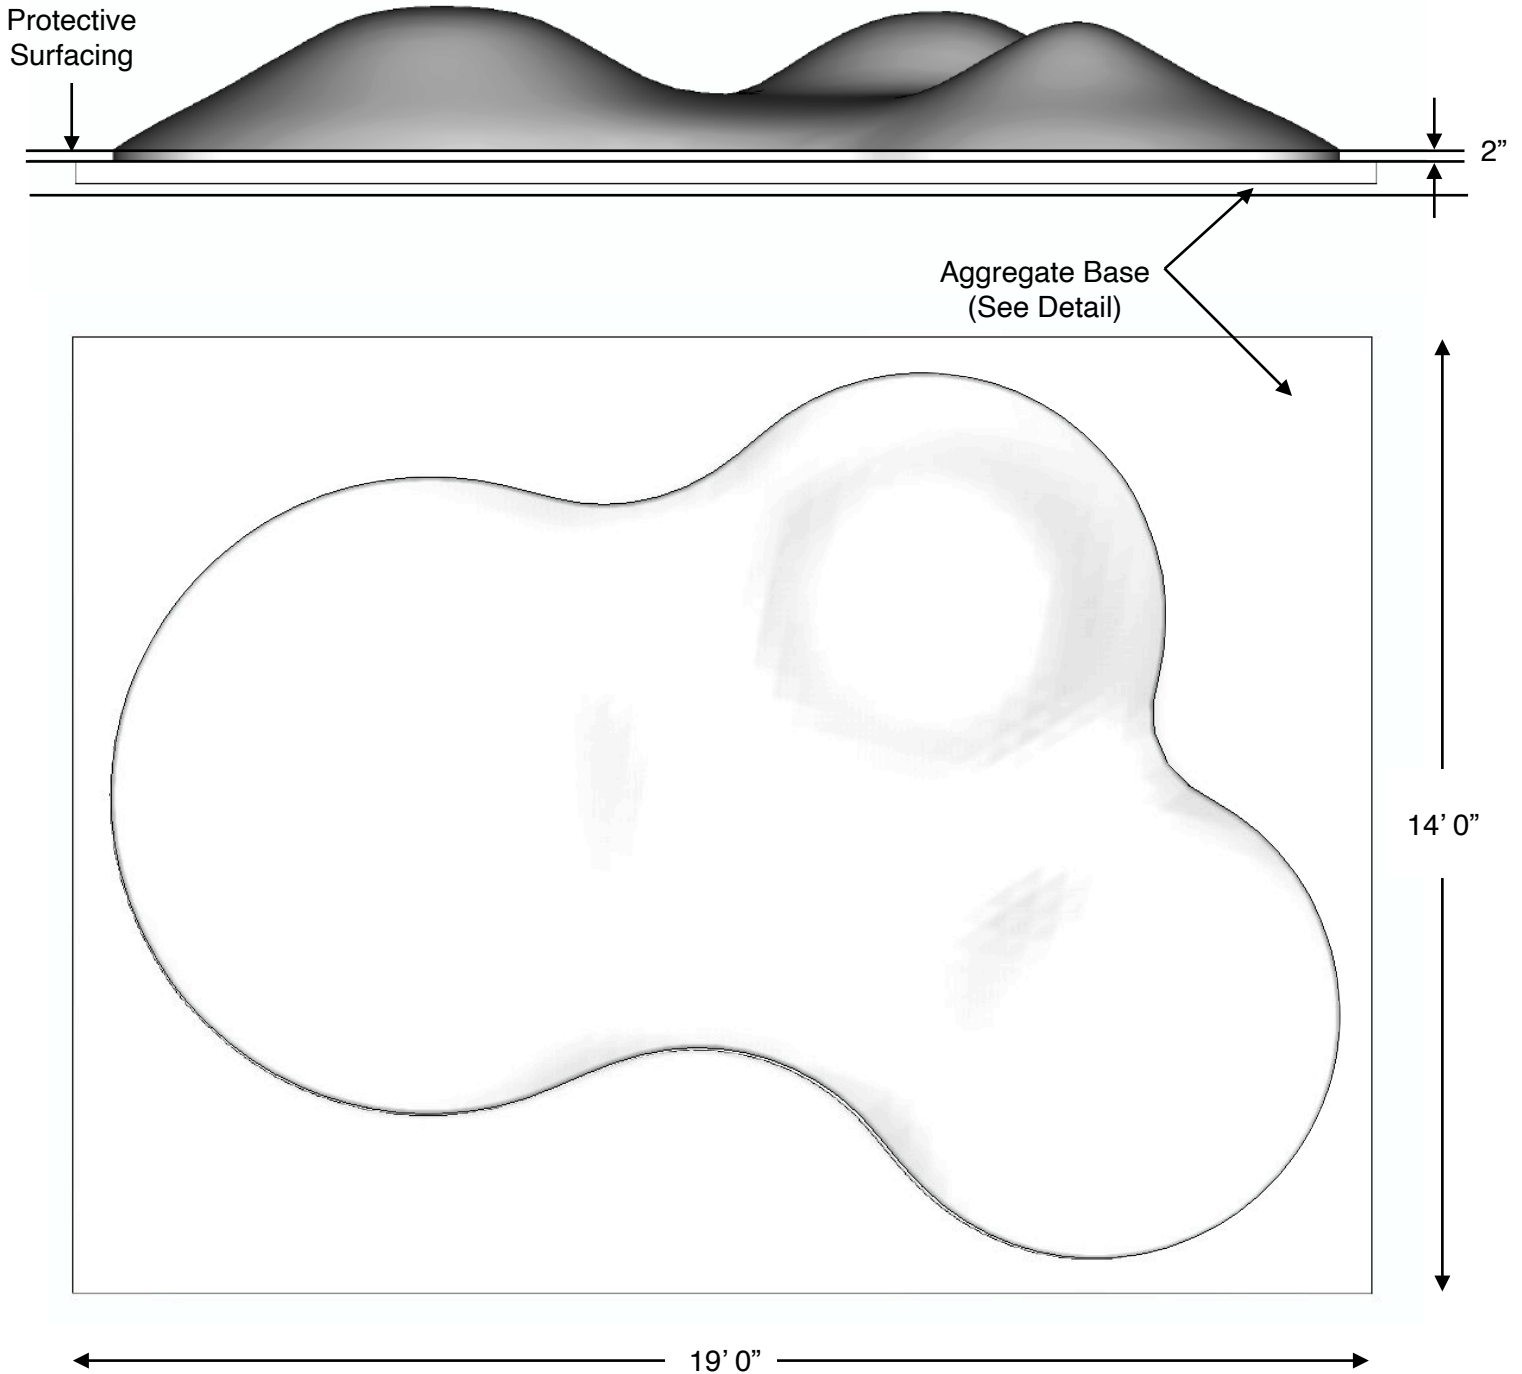 Protective
Surfacing
2”
Aggregate Base
(See Detail)
14’ 0”
19’ 0”